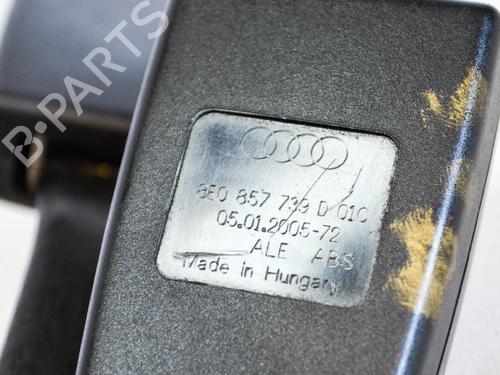 B-PARTS
8E0 857 739 D 01C
05.01.2005-72
ALE ABS
Made in Hungary